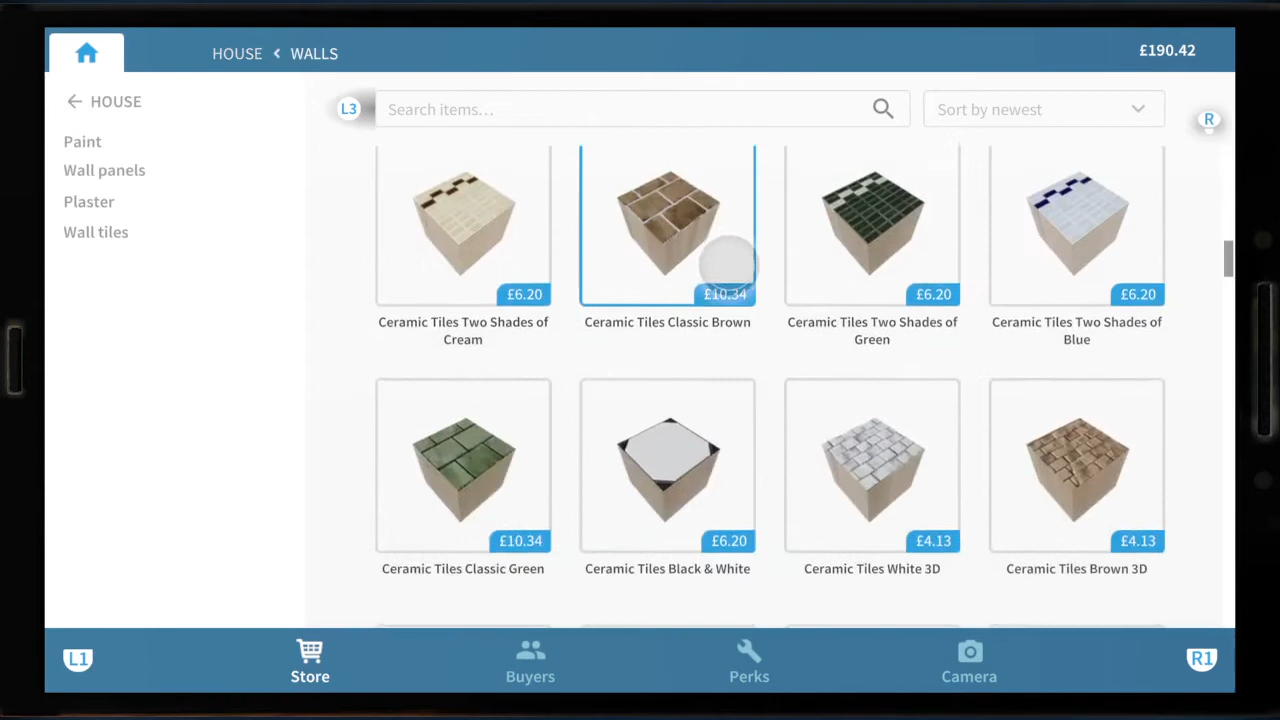 HOUSE < WALLS
£190.42
← HOUSE
Paint
Wall panels
Plaster
Wall tiles
L3
Search items...
Sort by newest
R
£6.20
£10.34
£6.20
£6.20
Ceramic Tiles Two Shades of
Cream
Ceramic Tiles Classic Brown
Ceramic Tiles Two Shades of
Green
Ceramic Tiles Two Shades of
Blue
£10.34
£6.20
£4.13
£4.13
Ceramic Tiles Classic Green
Ceramic Tiles Black & White
Ceramic Tiles White 3D
Ceramic Tiles Brown 3D
L1
Store
Buyers
Perks
Camera
R1